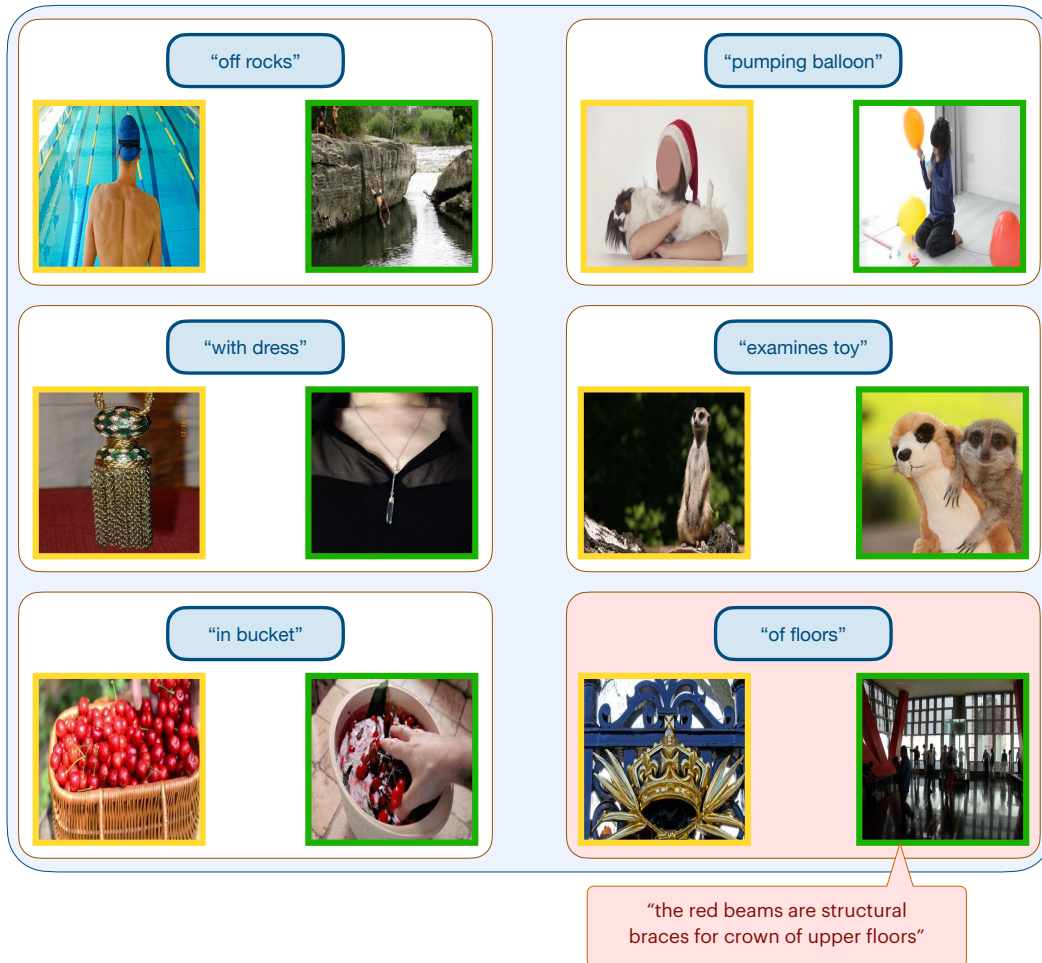 “off rocks”
“pumping balloon”
“with dress”
“examines toy”
“in bucket”
“of floors”
“the red beams are structural
braces for crown of upper floors”